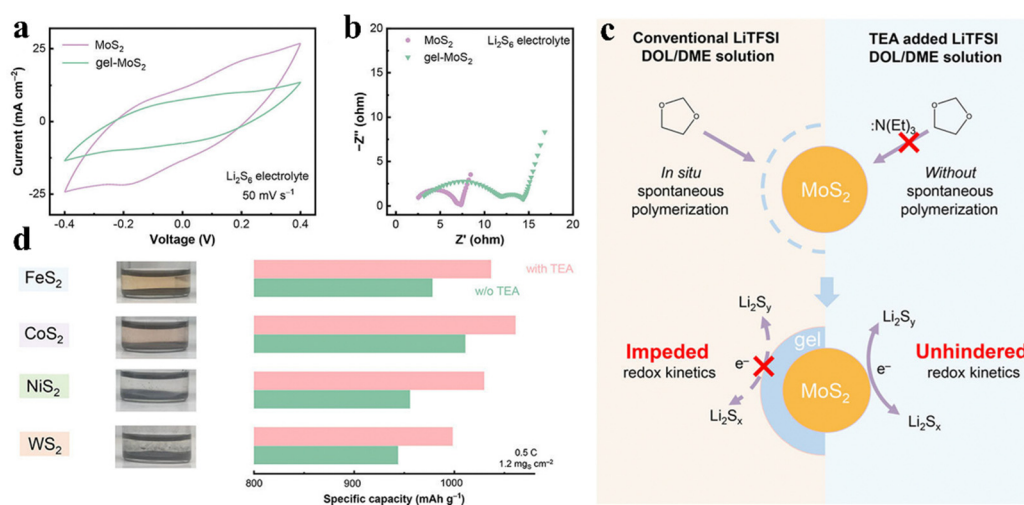 a
MoS₂
gel-MoS₂
Current (mA cm⁻²)
25
0
-25
Li₂S₆ electrolyte
50 mV s⁻¹
-0.4
-0.2
0.0
0.2
0.4
Voltage (V)
b
MoS₂
gel-MoS₂
Li₂S₆ electrolyte
−Z'' (ohm)
20
15
10
5
0
0
5
10
15
20
Z' (ohm)
c
Conventional LiTFSI
DOL/DME solution
TEA added LiTFSI
DOL/DME solution
O
O
:N(Et)₃
O
O
In situ
spontaneous
polymerization
MoS₂
Without
spontaneous
polymerization
Li₂Sy
gel
Impeded
redox kinetics
e⁻
Li₂Sₓ
MoS₂
Li₂Sy
e⁻
Unhindered
redox kinetics
Li₂Sₓ
d
FeS₂
CoS₂
NiS₂
WS₂
with TEA
w/o TEA
0.5 C
1.2 mgₛ cm⁻²
800
900
1000
Specific capacity (mAh g⁻¹)